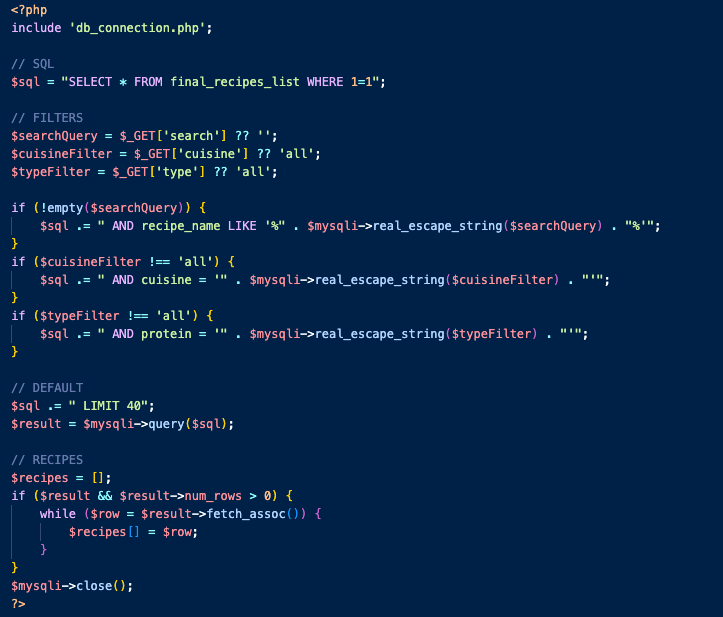 <?php
include 'db_connection.php';

// SQL
$sql = "SELECT * FROM final_recipes_list WHERE 1=1";

// FILTERS
$searchQuery = $_GET['search'] ?? '';
$cuisineFilter = $_GET['cuisine'] ?? 'all';
$typeFilter = $_GET['type'] ?? 'all';

if (!empty($searchQuery)) {
    $sql .= " AND recipe_name LIKE '%" . $mysqli->real_escape_string($searchQuery) . "%'";
}
if ($cuisineFilter !== 'all') {
    $sql .= " AND cuisine = '" . $mysqli->real_escape_string($cuisineFilter) . "'";
}
if ($typeFilter !== 'all') {
    $sql .= " AND protein = '" . $mysqli->real_escape_string($typeFilter) . "'";
}

// DEFAULT
$sql .= " LIMIT 40";
$result = $mysqli->query($sql);

// RECIPES
$recipes = [];
if ($result && $result->num_rows > 0) {
    while ($row = $result->fetch_assoc()) {
        $recipes[] = $row;
    }
}
$mysqli->close();
?>